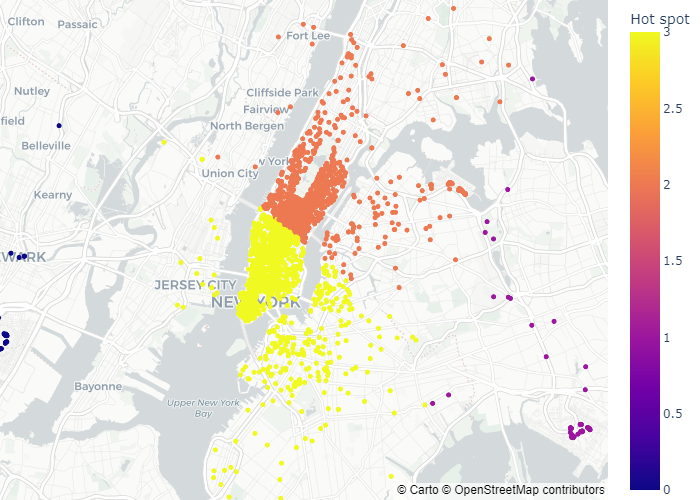 Clifton
Passaic
Fort Lee
Hot spot
3
Nutley
Cliffside Park
2.5
Fairview
North Bergen
field
Belleville
w York
Union City
2
Kearny
WARK
1.5
JERSEY CITY
NEW YORK
1
Bayonne
Upper New York
Bay
0.5
© Carto © OpenStreetMap contributors
0